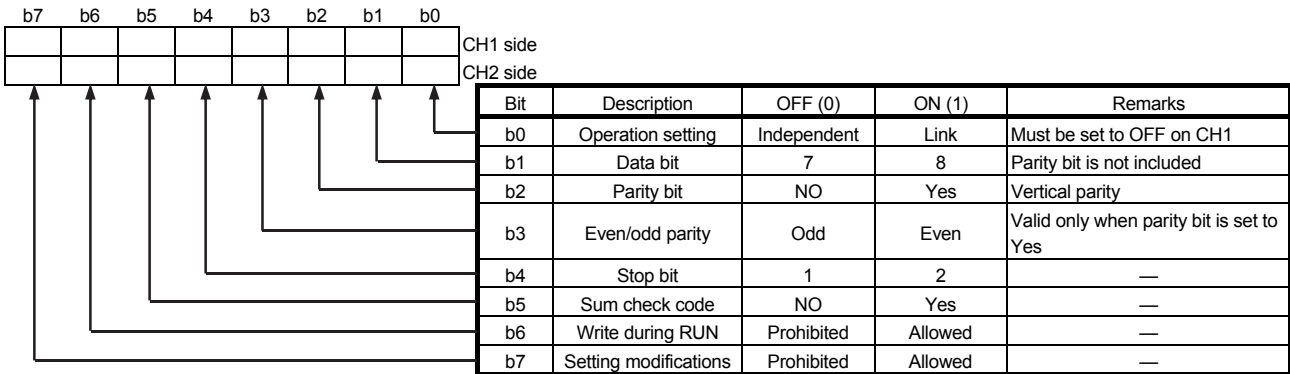 b7 b6 b5 b4 b3 b2 b1 b0
CH1 side
CH2 side
Bit Description OFF (0) ON (1) Remarks
b0 Operation setting Independent Link Must be set to OFF on CH1
b1 Data bit 7 8 Parity bit is not included
b2 Parity bit NO Yes Vertical parity
b3 Even/odd parity Odd Even Valid only when parity bit is set to
Yes
b4 Stop bit 1 2 —
b5 Sum check code NO Yes —
b6 Write during RUN Prohibited Allowed —
b7 Setting modifications Prohibited Allowed —